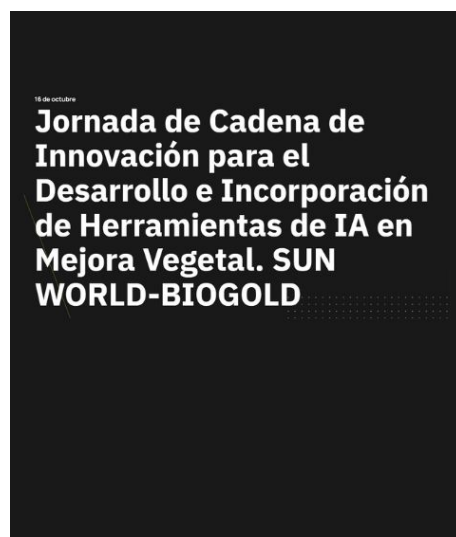 16 de octubre
Jornada de Cadena de
Innovación para el
Desarrollo e Incorporación
de Herramientas de IA en
Mejora Vegetal. SUN
WORLD-BIOGOLD